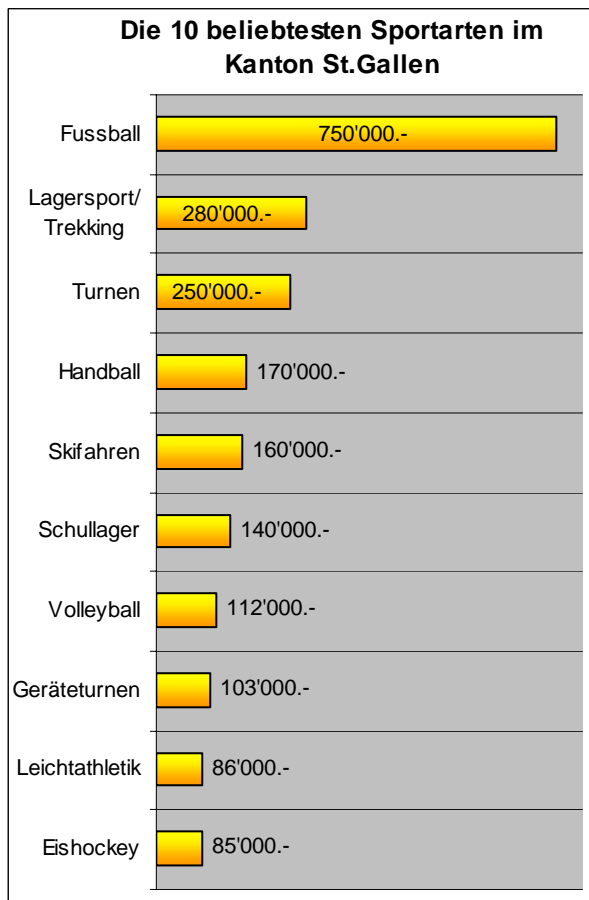 Die 10 beliebtesten Sportarten im
Kanton St.Gallen
Fussball
750'000.-
Lagersport/
Trekking
280'000.-
Turnen
250'000.-
Handball
170'000.-
Skifahren
160'000.-
Schullager
140'000.-
Volleyball
112'000.-
Geräteturnen
103'000.-
Leichtathletik
86'000.-
Eishockey
85'000.-